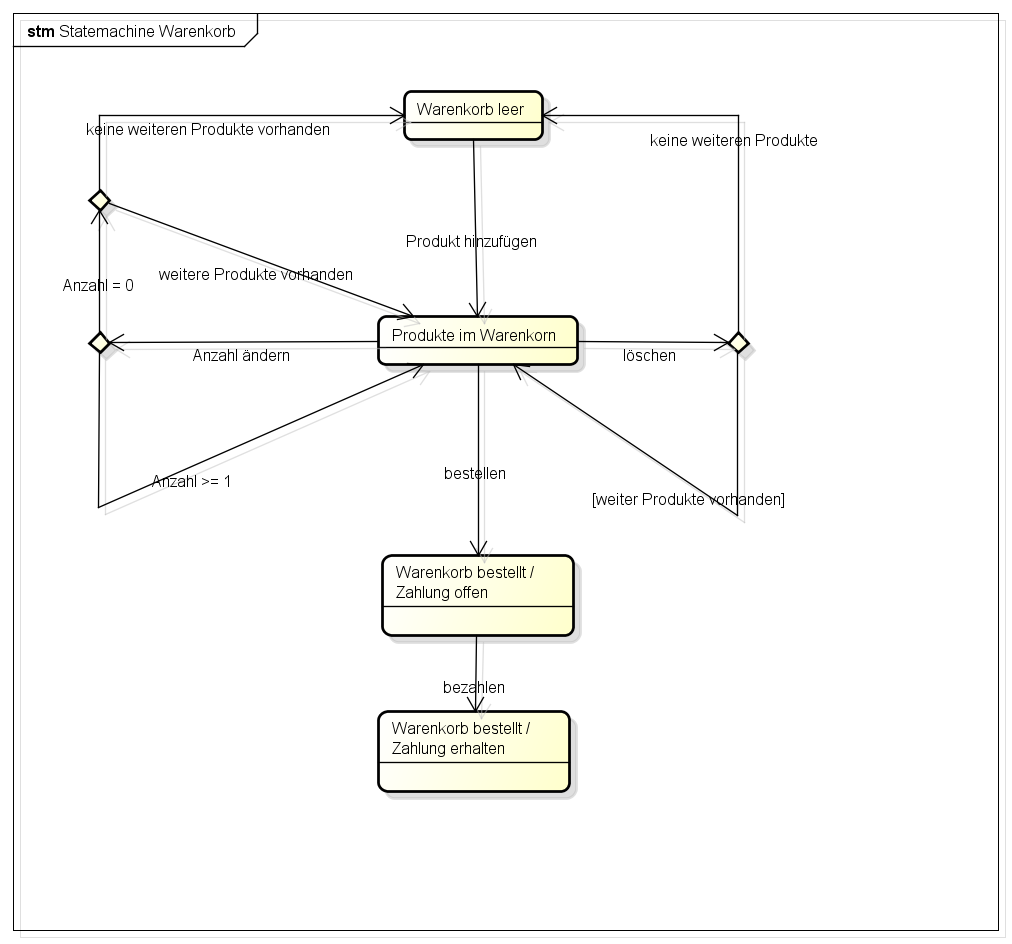 stm Statemachine Warenkorb
Warenkorb leer
keine weiteren Produkte vorhanden
keine weiteren Produkte
Produkt hinzufügen
weitere Produkte vorhanden
Anzahl = 0
Produkte im Warenkorn
Anzahl ändern
löschen
bestellen
Anzahl >= 1
[weiter Produkte vorhanden]
Warenkorb bestellt /
Zahlung offen
bezahlen
Warenkorb bestellt /
Zahlung erhalten